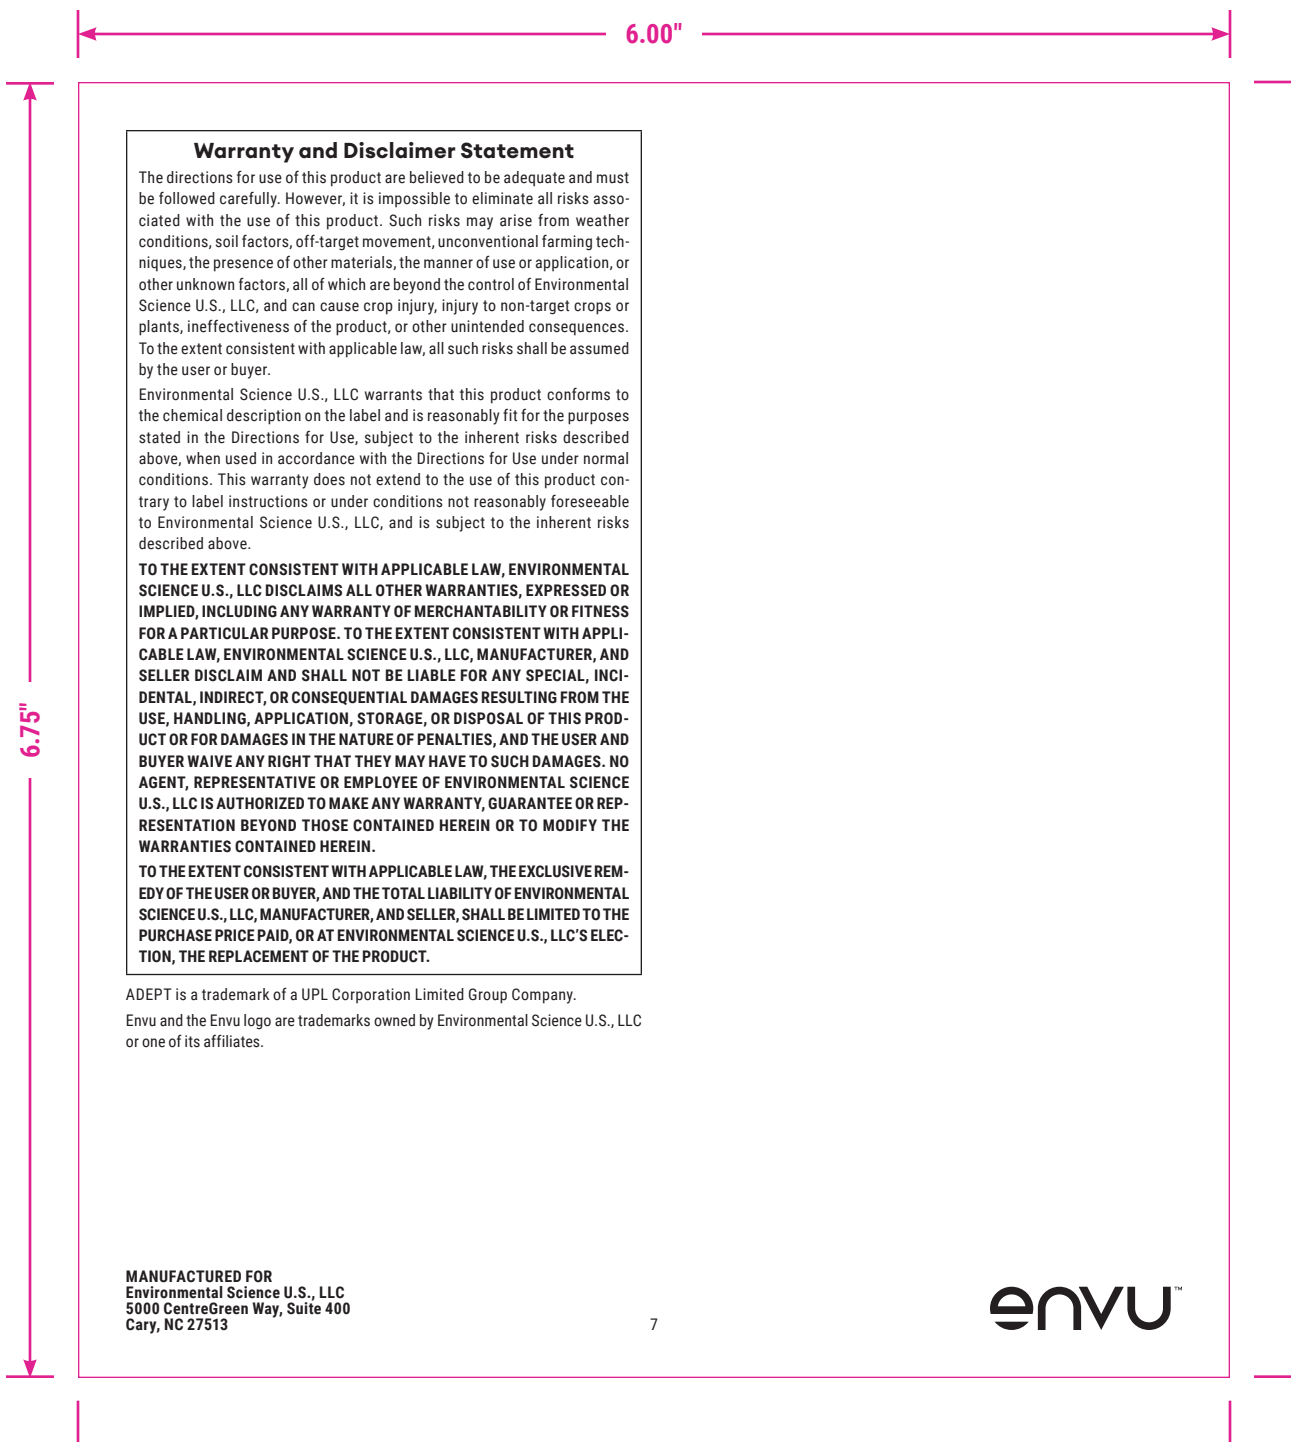 6.00"
6.75"
Warranty and Disclaimer Statement
The directions for use of this product are believed to be adequate and must
be followed carefully. However, it is impossible to eliminate all risks asso-
ciated with the use of this product. Such risks may arise from weather
conditions, soil factors, off-target movement, unconventional farming tech-
niques, the presence of other materials, the manner of use or application, or
other unknown factors, all of which are beyond the control of Environmental
Science U.S., LLC, and can cause crop injury, injury to non-target crops or
plants, ineffectiveness of the product, or other unintended consequences.
To the extent consistent with applicable law, all such risks shall be assumed
by the user or buyer.
Environmental Science U.S., LLC warrants that this product conforms to
the chemical description on the label and is reasonably fit for the purposes
stated in the Directions for Use, subject to the inherent risks described
above, when used in accordance with the Directions for Use under normal
conditions. This warranty does not extend to the use of this product con-
trary to label instructions or under conditions not reasonably foreseeable
to Environmental Science U.S., LLC, and is subject to the inherent risks
described above.
TO THE EXTENT CONSISTENT WITH APPLICABLE LAW, ENVIRONMENTAL
SCIENCE U.S., LLC DISCLAIMS ALL OTHER WARRANTIES, EXPRESSED OR
IMPLIED, INCLUDING ANY WARRANTY OF MERCHANTABILITY OR FITNESS
FOR A PARTICULAR PURPOSE. TO THE EXTENT CONSISTENT WITH APPLI-
CABLE LAW, ENVIRONMENTAL SCIENCE U.S., LLC, MANUFACTURER, AND
SELLER DISCLAIM AND SHALL NOT BE LIABLE FOR ANY SPECIAL, INCI-
DENTAL, INDIRECT, OR CONSEQUENTIAL DAMAGES RESULTING FROM THE
USE, HANDLING, APPLICATION, STORAGE, OR DISPOSAL OF THIS PROD-
UCT OR FOR DAMAGES IN THE NATURE OF PENALTIES, AND THE USER AND
BUYER WAIVE ANY RIGHT THAT THEY MAY HAVE TO SUCH DAMAGES. NO
AGENT, REPRESENTATIVE OR EMPLOYEE OF ENVIRONMENTAL SCIENCE
U.S., LLC IS AUTHORIZED TO MAKE ANY WARRANTY, GUARANTEE OR REP-
RESENTATION BEYOND THOSE CONTAINED HEREIN OR TO MODIFY THE
WARRANTIES CONTAINED HEREIN.
TO THE EXTENT CONSISTENT WITH APPLICABLE LAW, THE EXCLUSIVE REM-
EDY OF THE USER OR BUYER, AND THE TOTAL LIABILITY OF ENVIRONMENTAL
SCIENCE U.S., LLC, MANUFACTURER, AND SELLER, SHALL BE LIMITED TO THE
PURCHASE PRICE PAID, OR AT ENVIRONMENTAL SCIENCE U.S., LLC’S ELEC-
TION, THE REPLACEMENT OF THE PRODUCT.
ADEPT is a trademark of a UPL Corporation Limited Group Company.
Envu and the Envu logo are trademarks owned by Environmental Science U.S., LLC
or one of its affiliates.
MANUFACTURED FOR
Environmental Science U.S., LLC
5000 CentreGreen Way, Suite 400
Cary, NC 27513
7
envu™